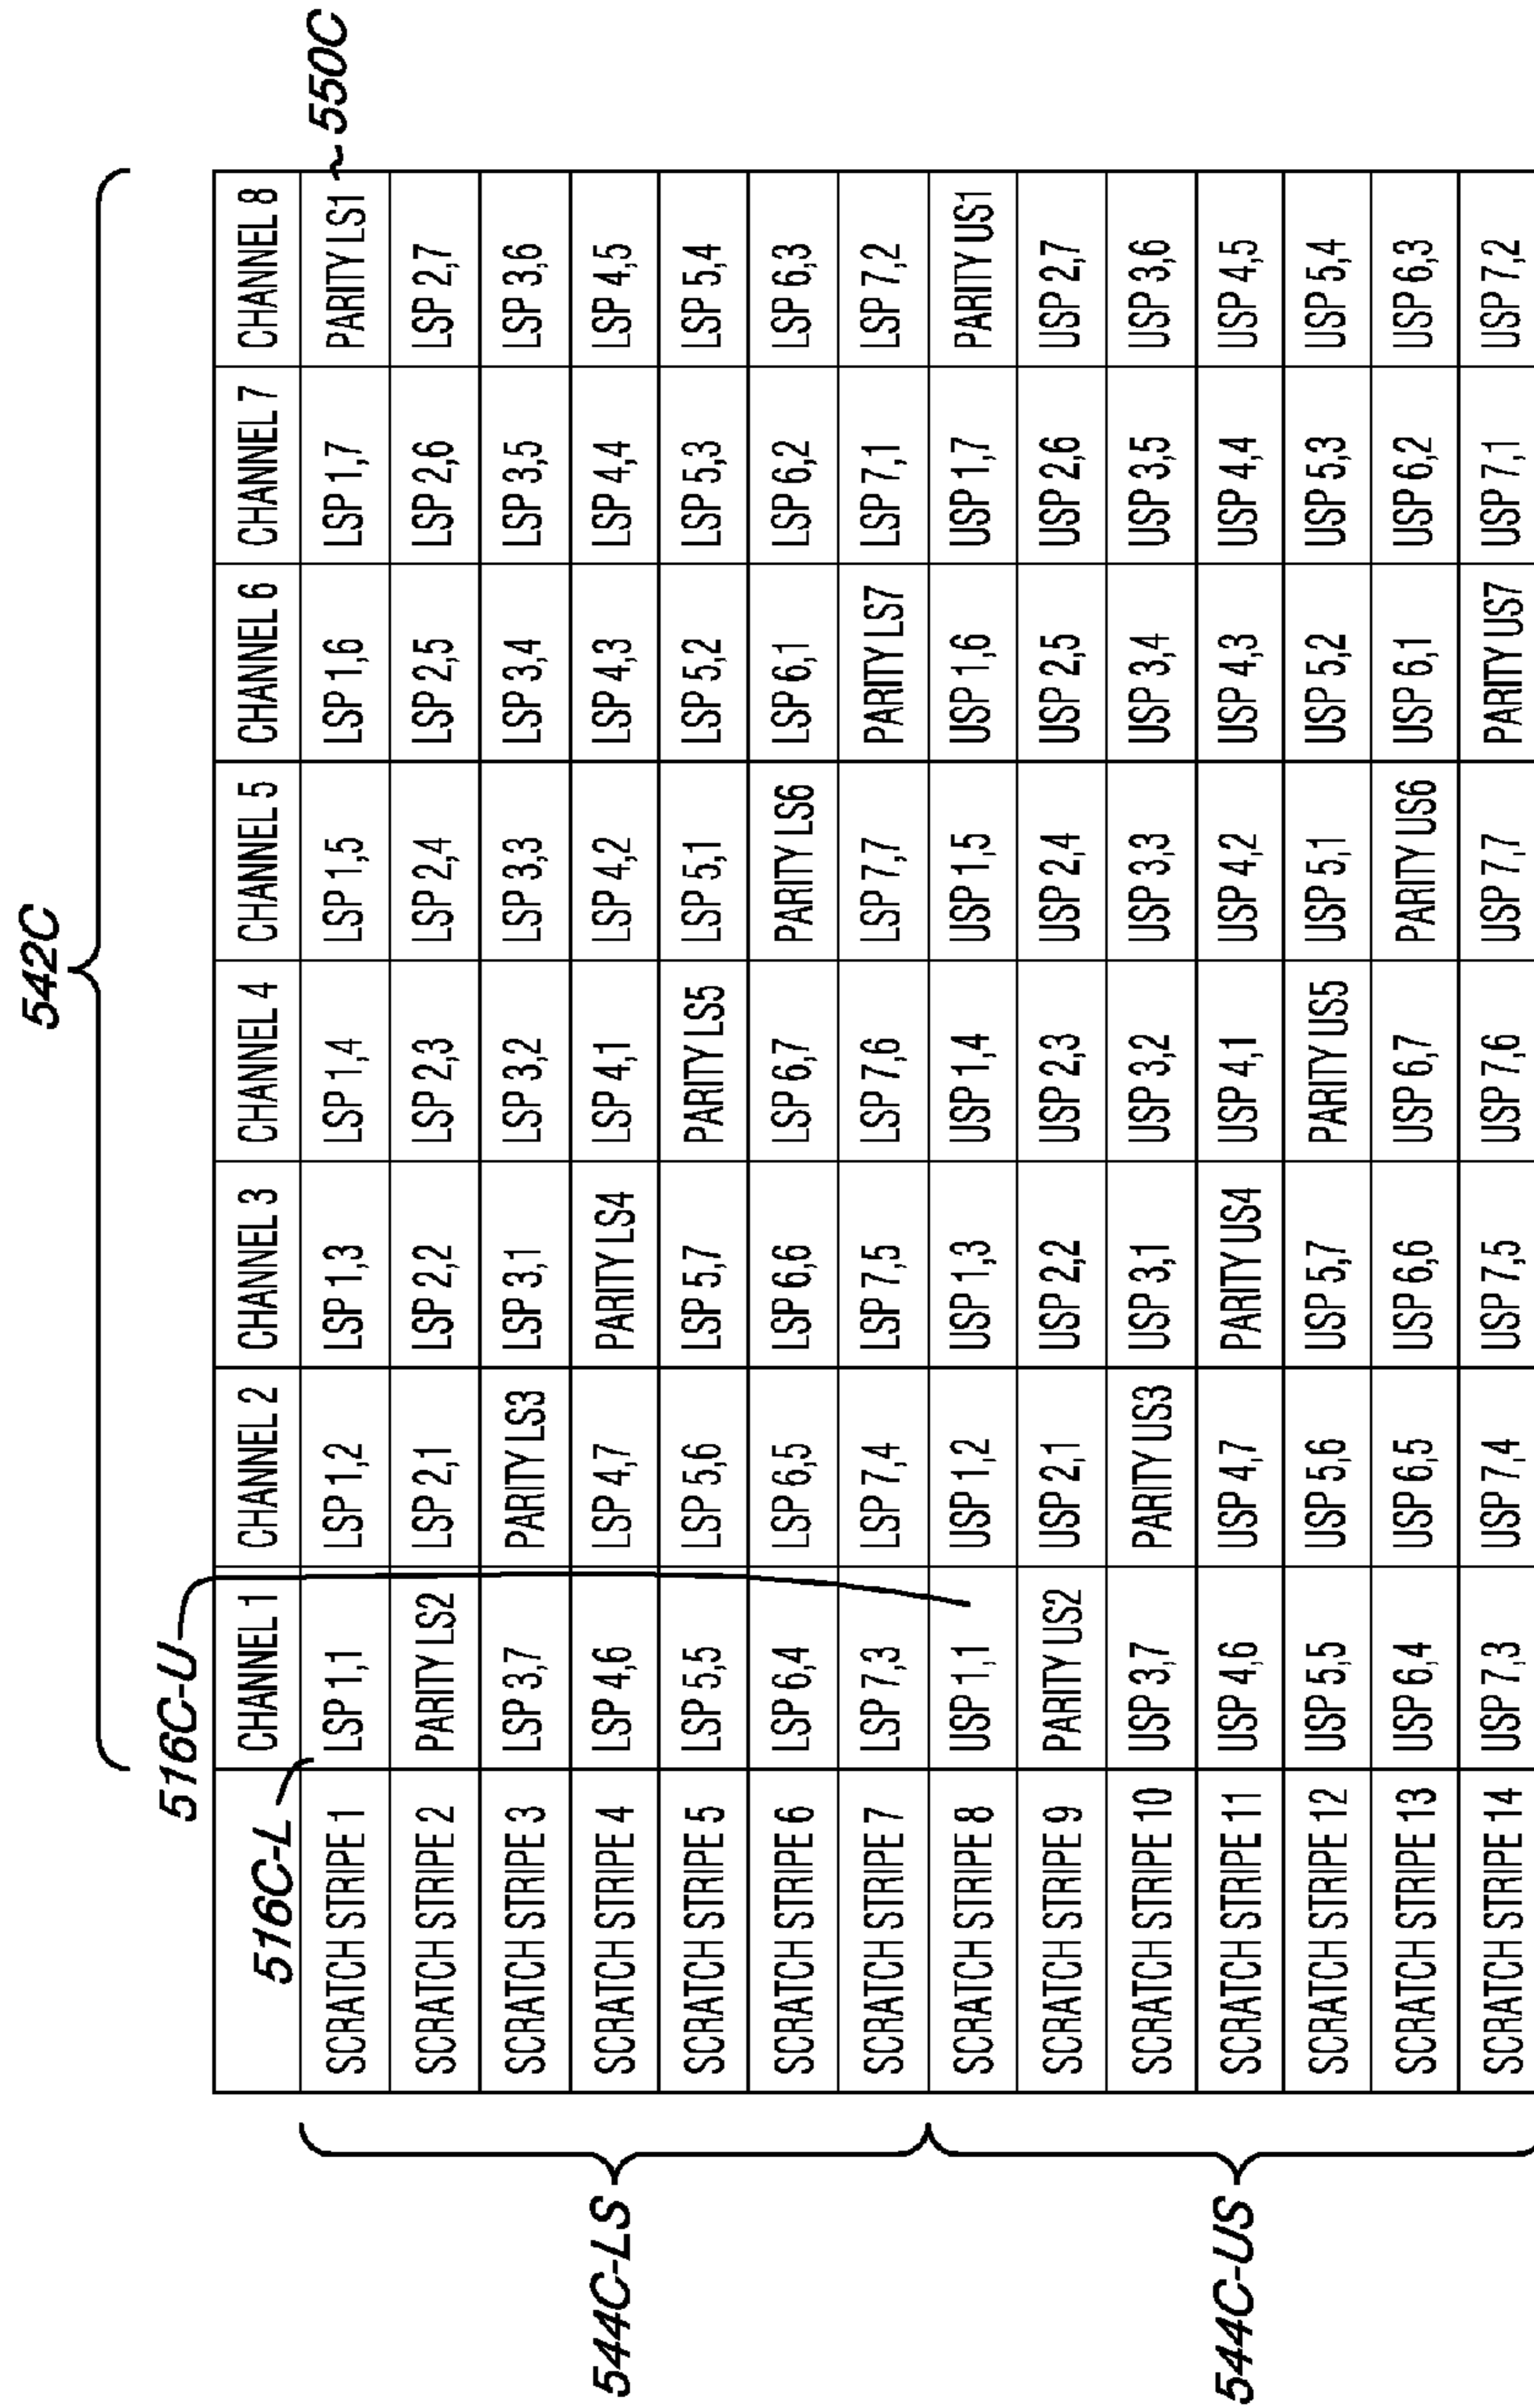 542C
516C-U
516C-L
550C
CHANNEL 1 CHANNEL 2 CHANNEL 3 CHANNEL 4 CHANNEL 5 CHANNEL 6 CHANNEL 7 CHANNEL 8
SCRATCH STRIPE 1 LSP 1,1 LSP 1,2 LSP 1,3 LSP 1,4 LSP 1,5 LSP 1,6 LSP 1,7 PARITY LS1
SCRATCH STRIPE 2 PARITY LS2 LSP 2,1 LSP 2,2 LSP 2,3 LSP 2,4 LSP 2,5 LSP 2,6 LSP 2,7
SCRATCH STRIPE 3 LSP 3,7 PARITY LS3 LSP 3,1 LSP 3,2 LSP 3,3 LSP 3,4 LSP 3,5 LSP 3,6
SCRATCH STRIPE 4 LSP 4,6 LSP 4,7 PARITY LS4 LSP 4,1 LSP 4,2 LSP 4,3 LSP 4,4 LSP 4,5
SCRATCH STRIPE 5 LSP 5,5 LSP 5,6 LSP 5,7 PARITY LS5 LSP 5,1 LSP 5,2 LSP 5,3 LSP 5,4
SCRATCH STRIPE 6 LSP 6,4 LSP 6,5 LSP 6,6 LSP 6,7 PARITY LS6 LSP 6,1 LSP 6,2 LSP 6,3
SCRATCH STRIPE 7 LSP 7,3 LSP 7,4 LSP 7,5 LSP 7,6 LSP 7,7 PARITY LS7 LSP 7,1 LSP 7,2
SCRATCH STRIPE 8 USP 1,1 USP 1,2 USP 1,3 USP 1,4 USP 1,5 USP 1,6 USP 1,7 PARITY US1
SCRATCH STRIPE 9 PARITY US2 USP 2,1 USP 2,2 USP 2,3 USP 2,4 USP 2,5 USP 2,6 USP 2,7
SCRATCH STRIPE 10 USP 3,7 PARITY US3 USP 3,1 USP 3,2 USP 3,3 USP 3,4 USP 3,5 USP 3,6
SCRATCH STRIPE 11 USP 4,6 USP 4,7 PARITY US4 USP 4,1 USP 4,2 USP 4,3 USP 4,4 USP 4,5
SCRATCH STRIPE 12 USP 5,5 USP 5,6 USP 5,7 PARITY US5 USP 5,1 USP 5,2 USP 5,3 USP 5,4
SCRATCH STRIPE 13 USP 6,4 USP 6,5 USP 6,6 USP 6,7 PARITY US6 USP 6,1 USP 6,2 USP 6,3
SCRATCH STRIPE 14 USP 7,3 USP 7,4 USP 7,5 USP 7,6 USP 7,7 PARITY US7 USP 7,1 USP 7,2
544C-LS
544C-US